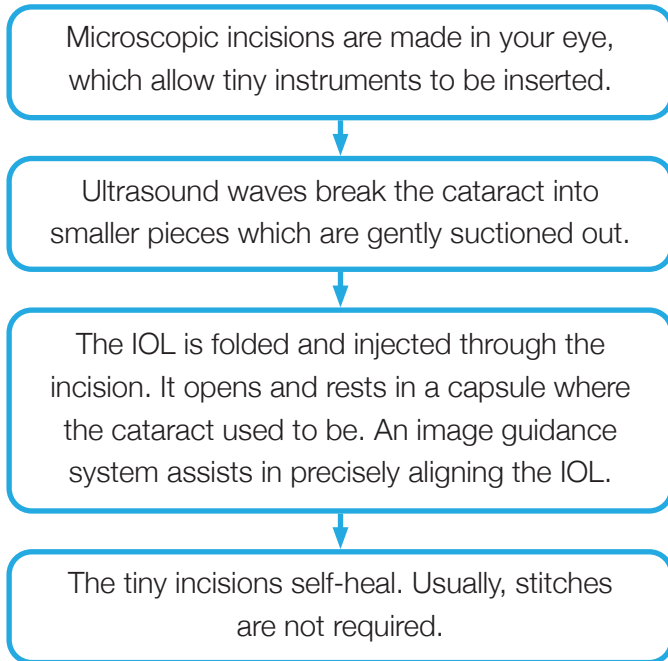 Microscopic incisions are made in your eye,
which allow tiny instruments to be inserted.
Ultrasound waves break the cataract into
smaller pieces which are gently suctioned out.
The IOL is folded and injected through the
incision. It opens and rests in a capsule where
the cataract used to be. An image guidance
system assists in precisely aligning the IOL.
The tiny incisions self-heal. Usually, stitches
are not required.